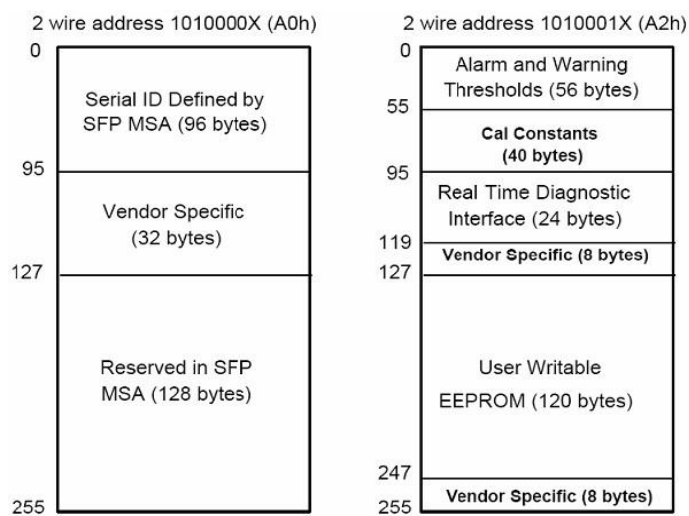 2 wire address 1010000X (A0h)
0
Serial ID Defined by
SFP MSA (96 bytes)
95
Vendor Specific
(32 bytes)
127
Reserved in SFP
MSA (128 bytes)
255
2 wire address 1010001X (A2h)
0
Alarm and Warning
Thresholds (56 bytes)
55
Cal Constants
(40 bytes)
95
Real Time Diagnostic
Interface (24 bytes)
119
Vendor Specific (8 bytes)
127
User Writable
EEPROM (120 bytes)
247
Vendor Specific (8 bytes)
255